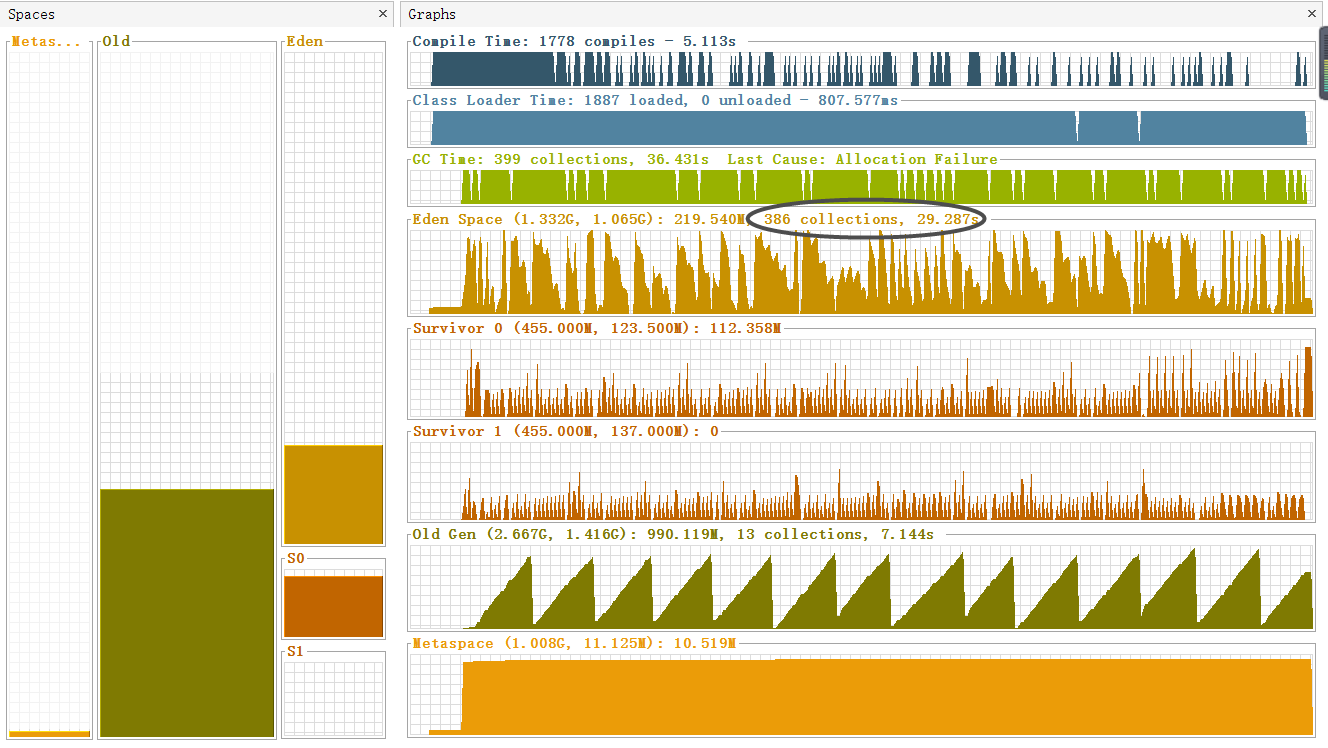 Spaces
Metas...
Old
Eden
S0
S1
Graphs
Compile Time: 1778 compiles - 5.113s
Class Loader Time: 1887 loaded, 0 unloaded - 807.577ms
GC Time: 399 collections, 36.431s Last Cause: Allocation Failure
Eden Space (1.332G, 1.065G): 219.540M, 386 collections, 29.287s
Survivor 0 (455.000M, 123.500M): 112.358M
Survivor 1 (455.000M, 137.000M): 0
Old Gen (2.667G, 1.416G): 990.119M, 13 collections, 7.144s
Metaspace (1.008G, 11.125M): 10.519M